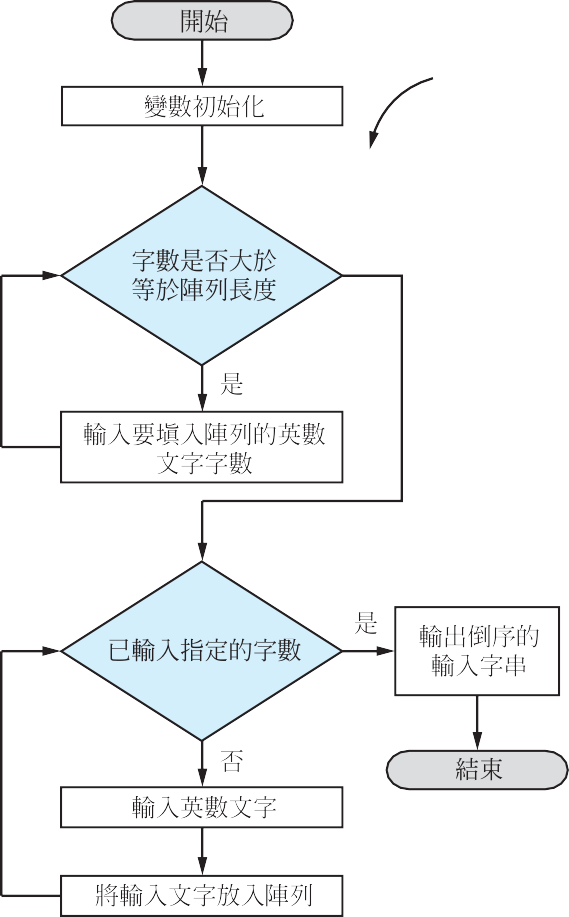 開始
變數初始化
字數是否大於
等於陣列長度
是
輸入要塡入陣列的英數
文字字數
已輸入指定的字數
是
輸出倒序的
輸入字串
結束
否
輸入英數文字
將輸入文字放入陣列